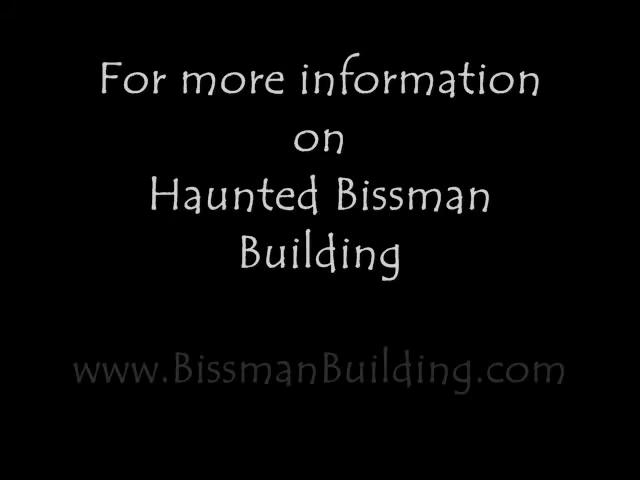 For more information
on
Haunted Bissman
Building
www.BissmanBuilding.com